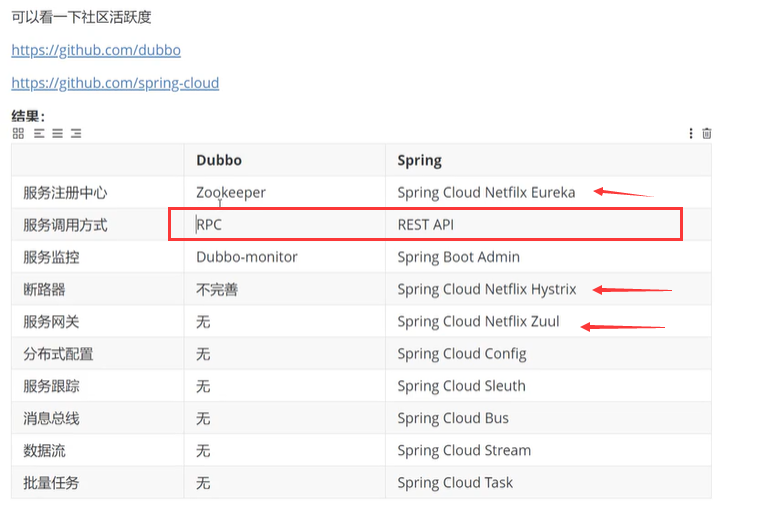 可以看一下社区活跃度
https://github.com/dubbo
https://github.com/spring-cloud
结果：
Dubbo Spring
服务注册中心 Zookeeper Spring Cloud Netfilx Eureka
服务调用方式 RPC REST API
服务监控 Dubbo-monitor Spring Boot Admin
断路器 不完善 Spring Cloud Netflix Hystrix
服务网关 无 Spring Cloud Netflix Zuul
分布式配置 无 Spring Cloud Config
服务跟踪 无 Spring Cloud Sleuth
消息总线 无 Spring Cloud Bus
数据流 无 Spring Cloud Stream
批量任务 无 Spring Cloud Task